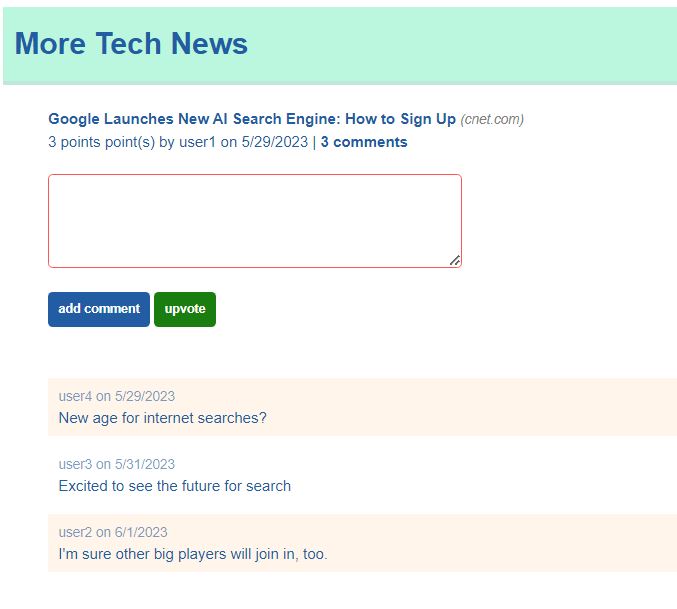 More Tech News
Google Launches New AI Search Engine: How to Sign Up (cnet.com)
3 points point(s) by user1 on 5/29/2023 | 3 comments
add comment upvote
user4 on 5/29/2023
New age for internet searches?
user3 on 5/31/2023
Excited to see the future for search
user2 on 6/1/2023
I'm sure other big players will join in, too.